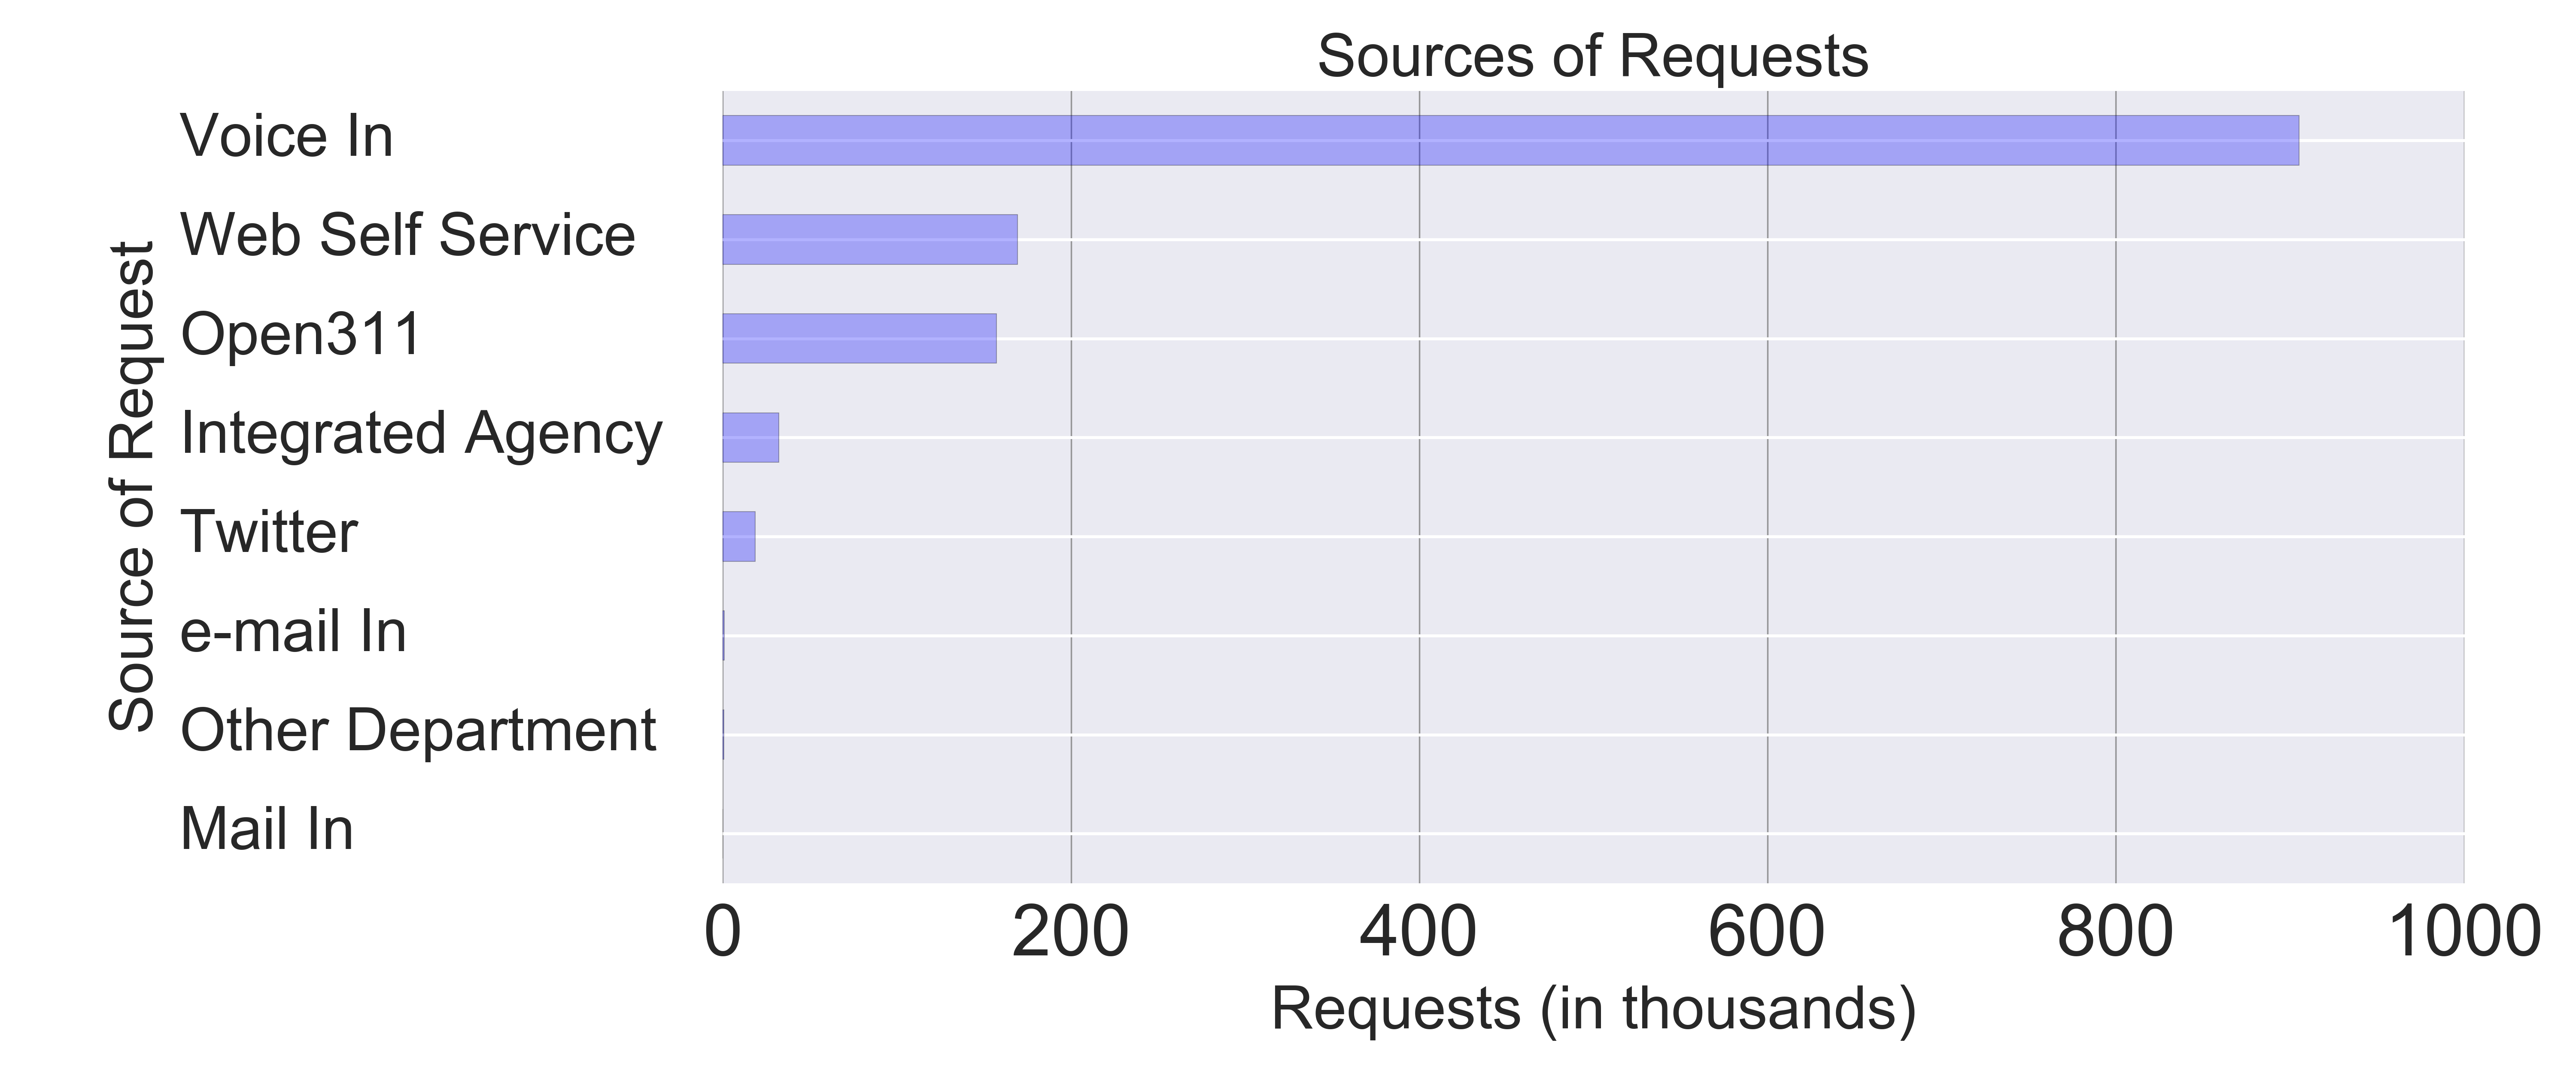 Sources of Requests
Source of Request
Voice In
Web Self Service
Open311
Integrated Agency
Twitter
e-mail In
Other Department
Mail In
0 200 400 600 800 1000
Requests (in thousands)